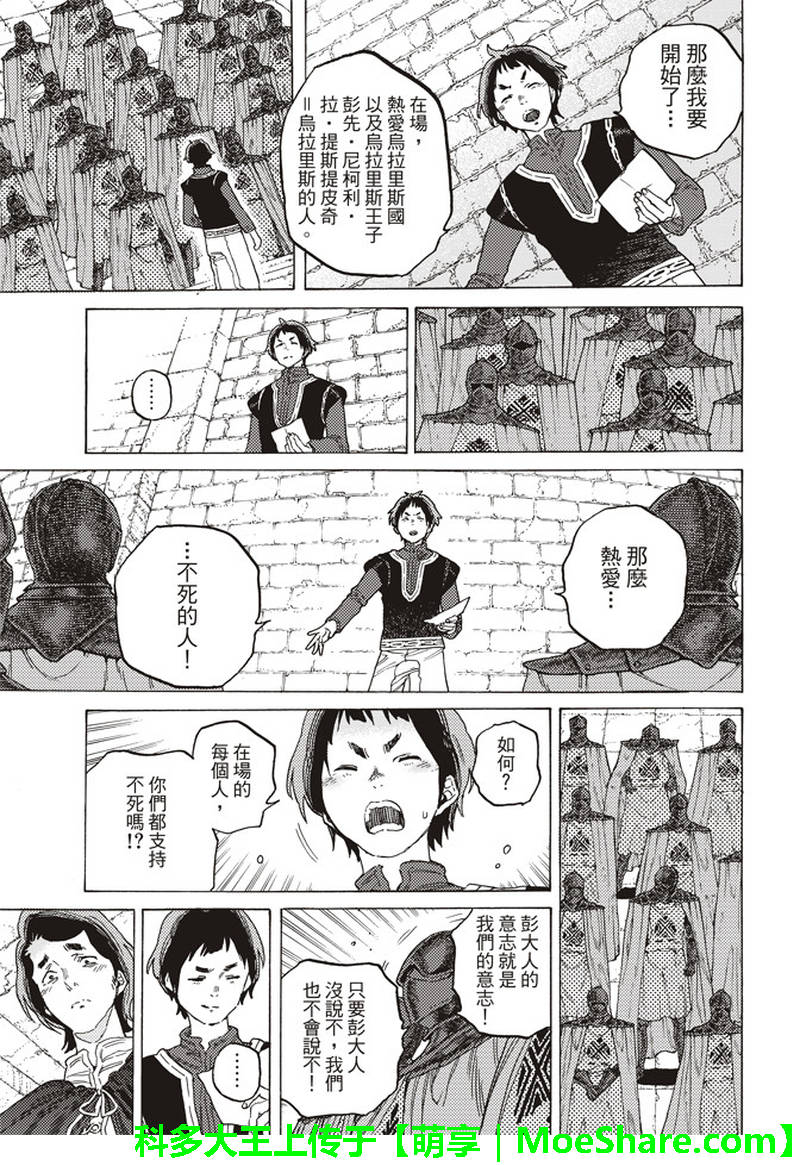 那麼我要
開始了…
在場，
熱愛烏拉里斯國
以及烏拉里斯王子
彭先・尼柯利・
拉・提斯提皮奇
＝烏拉里斯的人。
……
那麼
熱愛…
…不死的人！
如何？
在場的
每個人，
你們都支持
不死嗎!?
彭大人的
意志就是
我們的意志！
只要彭大人
沒說不，我們
也不會說不！
……
科多大王上传于【萌享┊MoeShare.com】